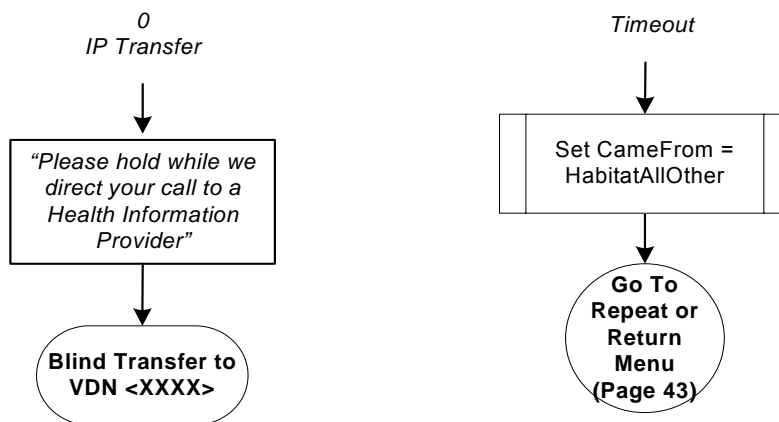 0
IP Transfer
“Please hold while we
direct your call to a
Health Information
Provider”
Blind Transfer to
VDN <XXXX>
Timeout
Set CameFrom =
HabitatAllOther
Go To
Repeat or
Return
Menu
(Page 43)